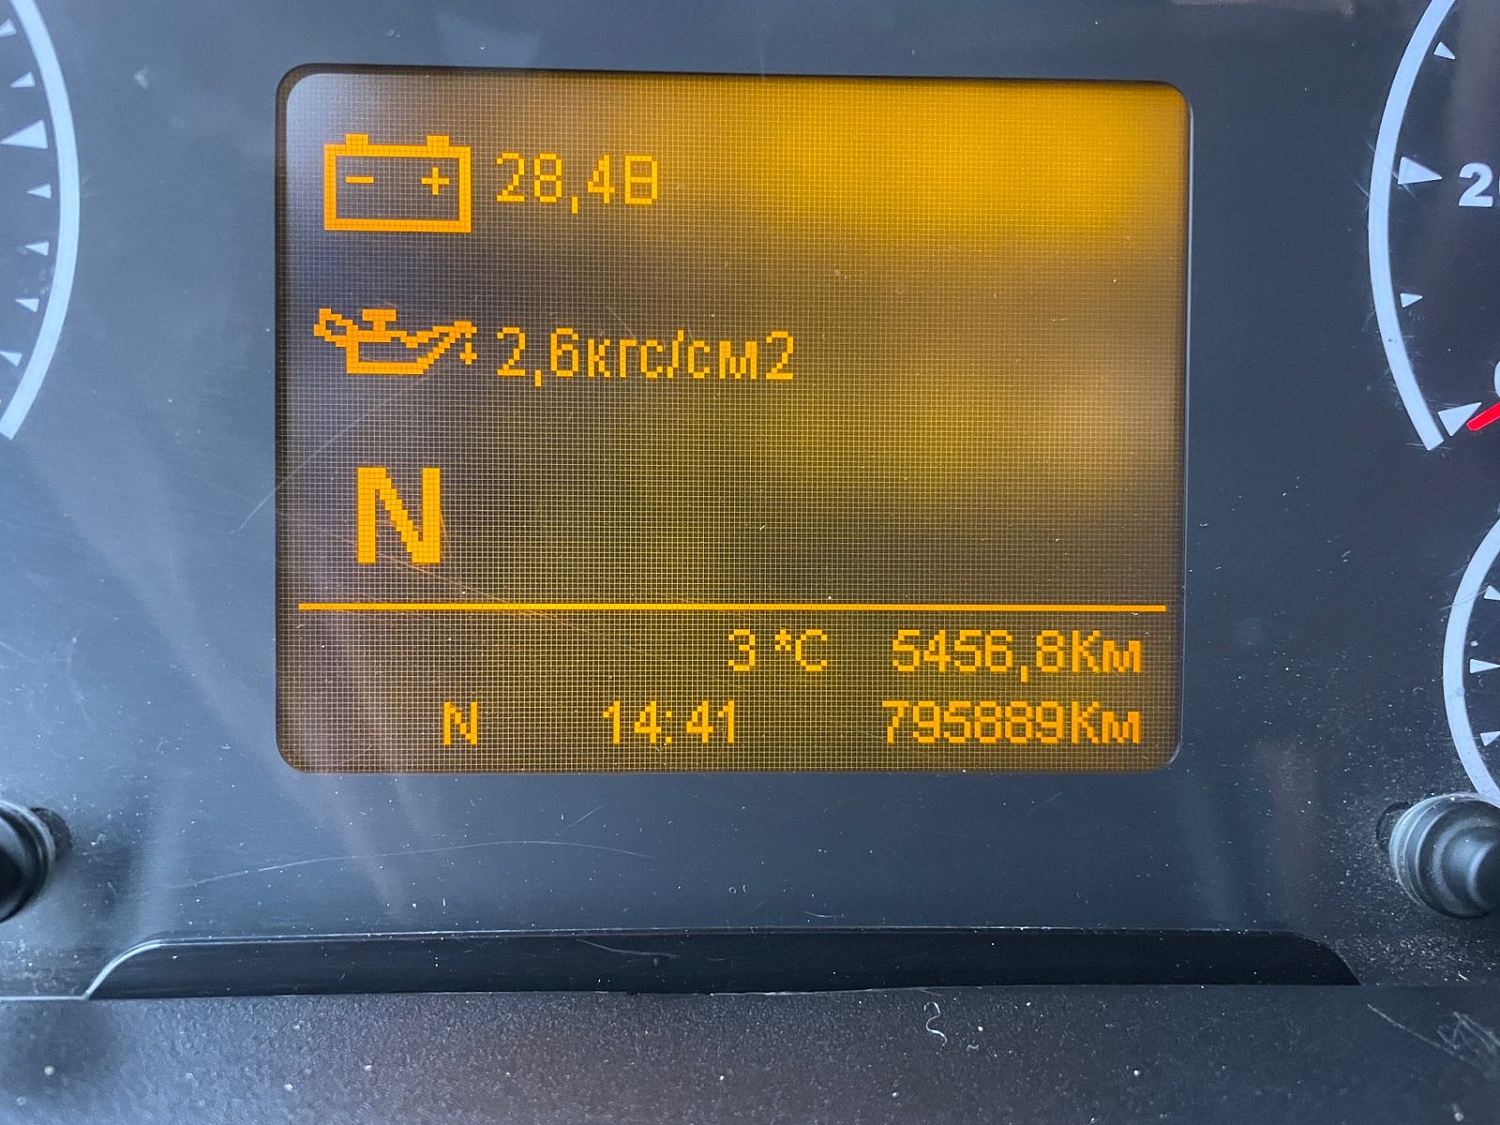 - + 28,4В
2,6кгс/см2
N
3 °C 5456,8Км
N 14:41 795889Км